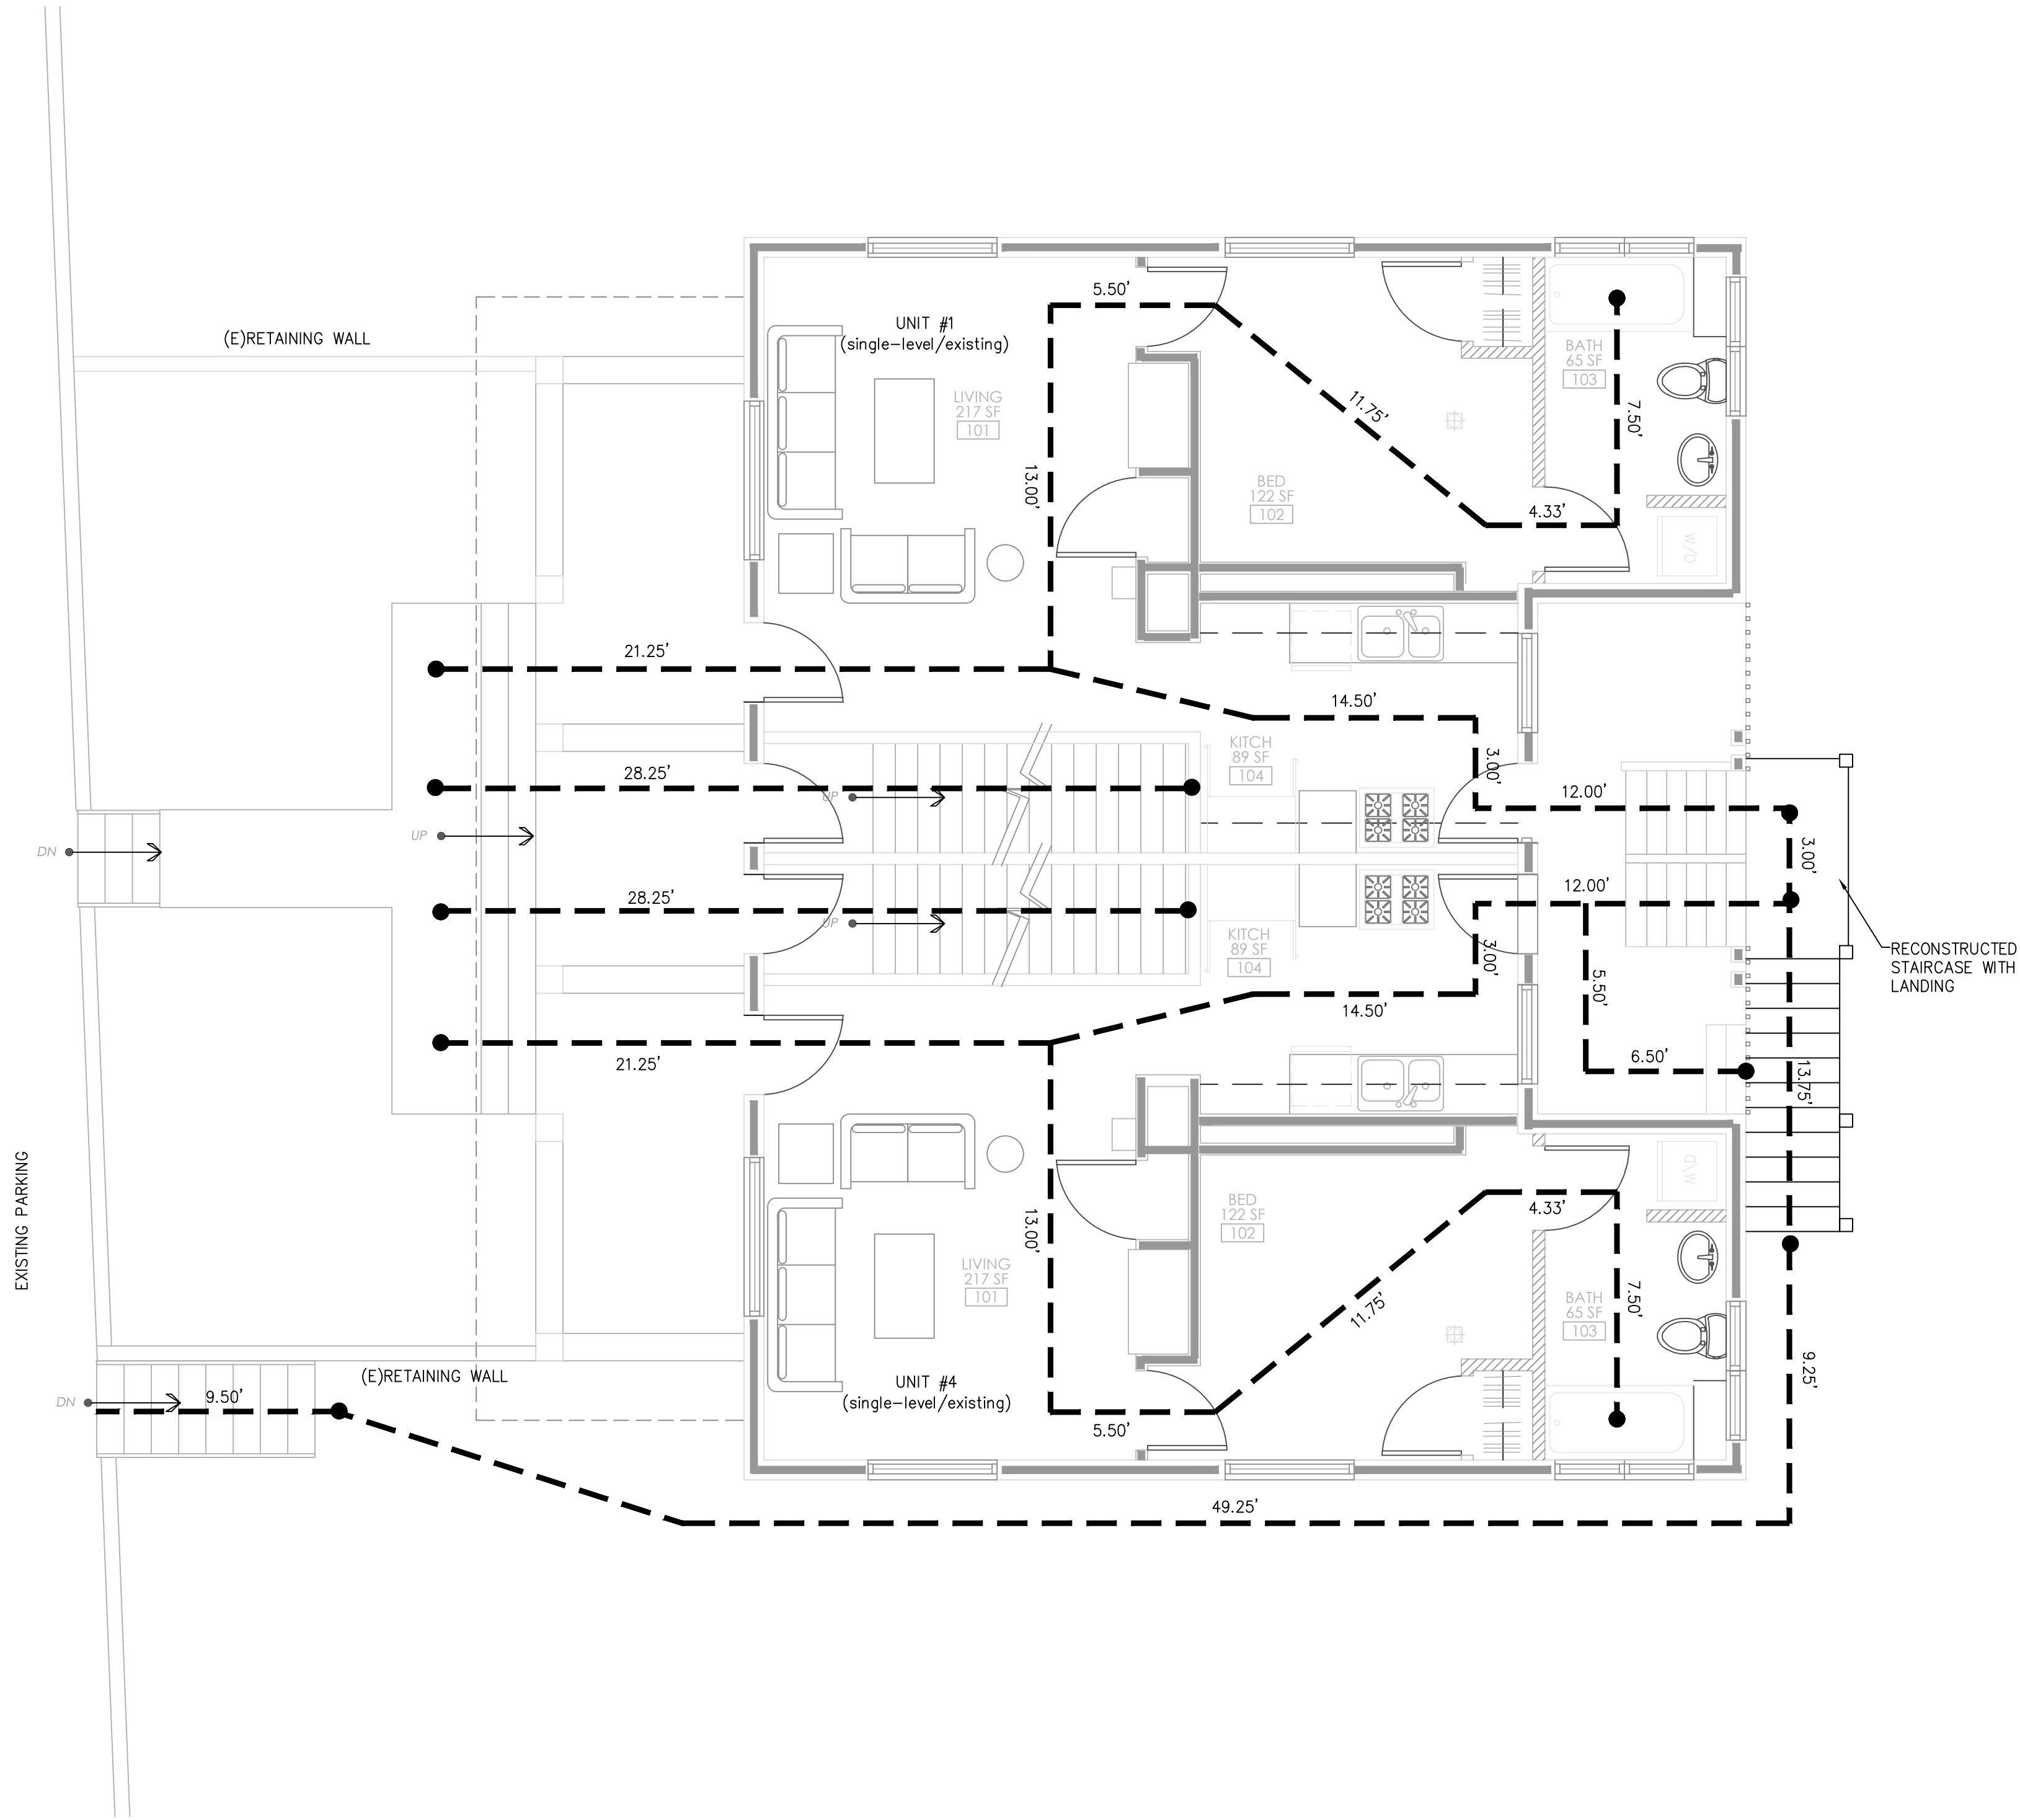 5.50'
UNIT #1
(single-level/existing)
(E)RETAINING WALL
BATH
65 SF
103
LIVING
217 SF
101
11.75'
7.50'
13.00'
BED
122 SF
102
4.33'
W/D
21.25'
14.50'
KITCH
89 SF
104
3.00'
28.25'
UP
12.00'
UP
DN
3.00'
28.25'
UP
12.00'
KITCH
89 SF
104
3.00'
RECONSTRUCTED
STAIRCASE WITH
LANDING
5.50'
14.50'
21.25'
6.50'
13.75'
EXISTING PARKING
W/D
BED
122 SF
102
4.33'
13.00'
LIVING
217 SF
101
11.75'
7.50'
BATH
65 SF
103
9.25'
(E)RETAINING WALL
UNIT #4
(single-level/existing)
DN
9.50'
5.50'
49.25'